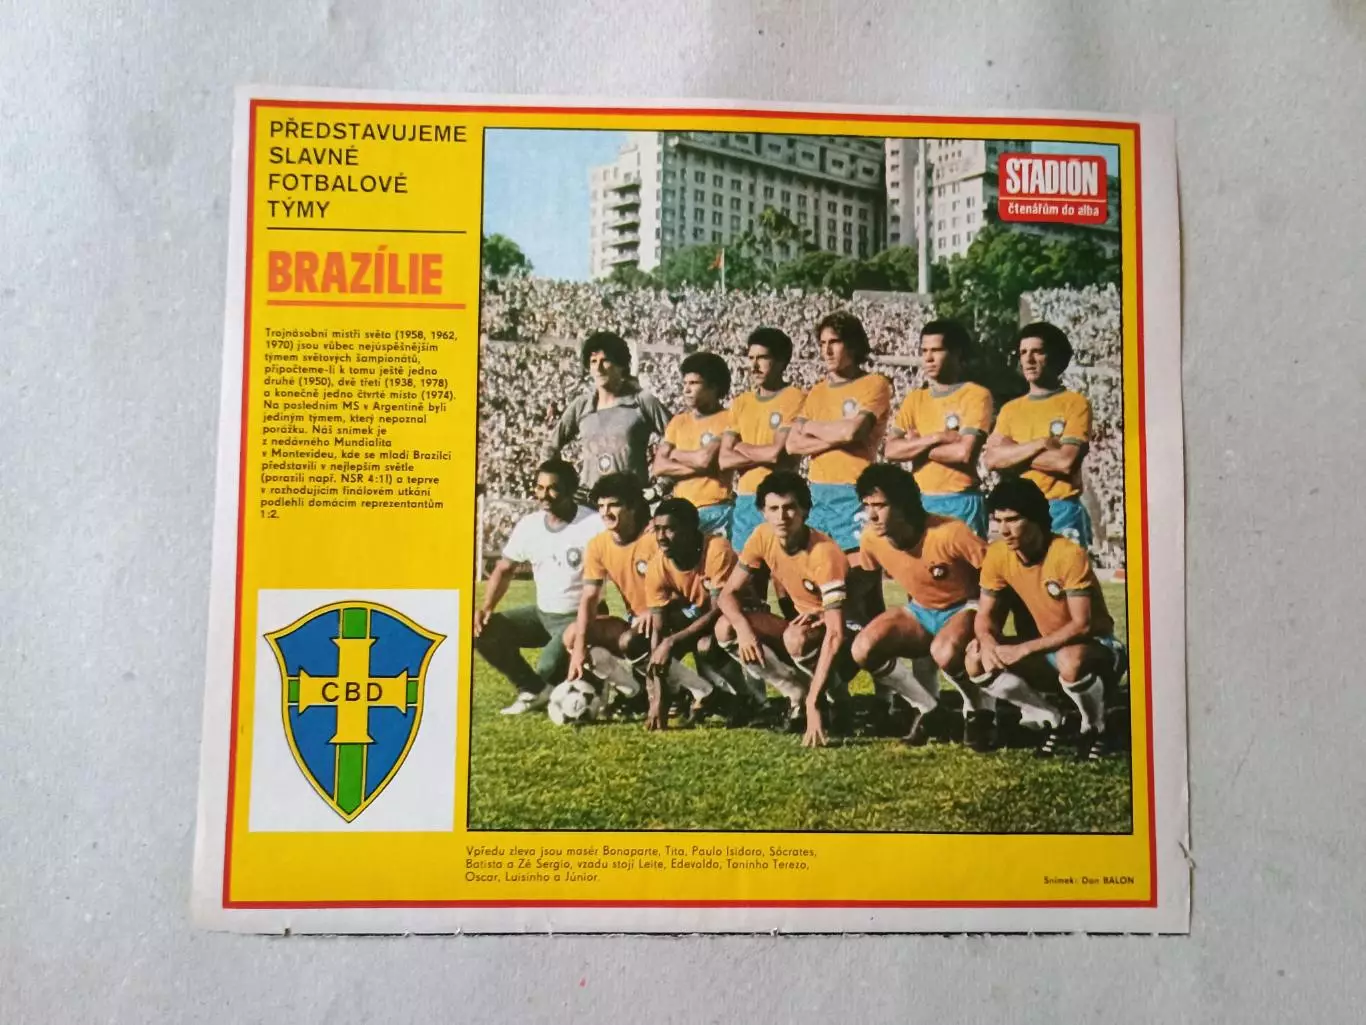 PŘEDSTAVUJEME
SLAVNÉ
FOTBALOVÉ
TÝMY
BRAZÍLIE
Trojnásobní mistři světa (1958, 1962,
1970) jsou vůbec nejúspěšnějším
týmem světových šampionátů,
připočteme-li k tomu ještě jedno
druhé (1950), dvě třetí (1938, 1978)
a konečně jedno čtvrté místo (1974).
Na posledním MS v Argentině byli
jediným týmem, který nepoznal
porážku. Náš snímek je
z nedávného Mundialita
v Montevideu, kde se mladí Brazilci
představili v nejlepším světle
(porazili např. NSR 4:1!) a teprve
v rozhodujícím finálovém utkání
podlehli domácím reprezentantům
1:2.
CBD
STADIÓN
čtenářům do alba
Vpředu zleva jsou masér Bonaparte, Tita, Paulo Isidoro, Sócrates,
Batista a Zé Sergio, vzadu stojí Leite, Edevaldo, Toninho Terezo,
Oscar, Luisinho a Júnior.
Snímek: Don BALON